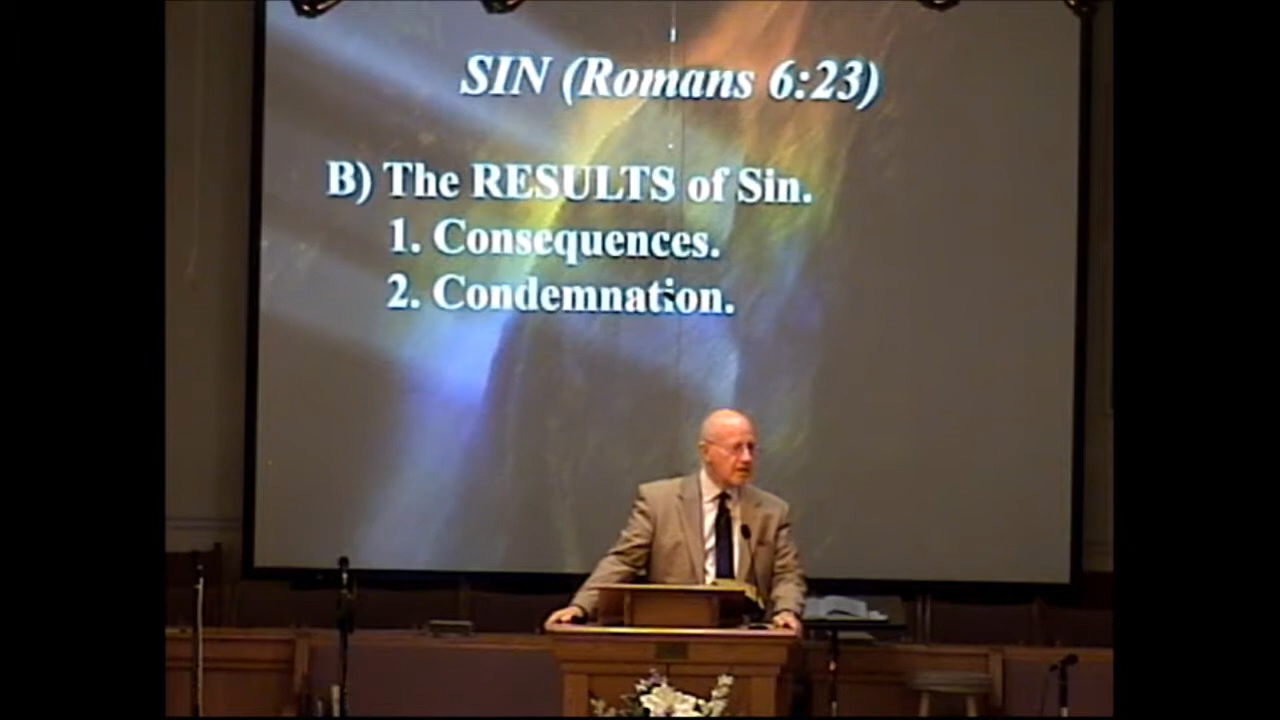 SIN (Romans 6:23)
B) The RESULTS of Sin.
1. Consequences.
2. Condemnation.